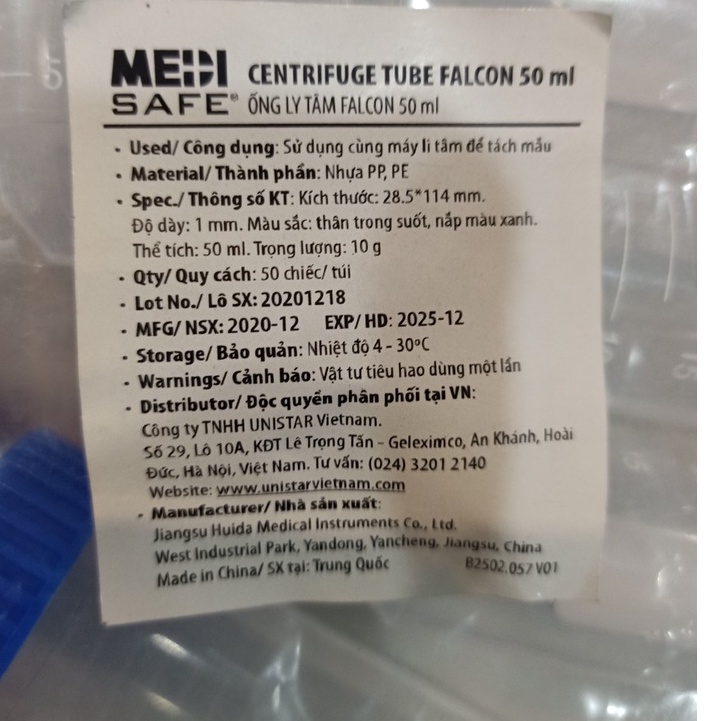 MEDI SAFE® CENTRIFUGE TUBE FALCON 50 ml
ỐNG LY TÂM FALCON 50 ml
• Used/ Công dụng: Sử dụng cùng máy li tâm để tách mẫu
• Material/ Thành phần: Nhựa PP, PE
• Spec./ Thông số KT: Kích thước: 28.5*114 mm.
Độ dày: 1 mm. Màu sắc: thân trong suốt, nắp màu xanh.
Thể tích: 50 ml. Trọng lượng: 10 g
• Qty/ Quy cách: 50 chiếc/ túi
• Lot No./ Lô SX: 20201218
• MFG/ NSX: 2020-12 EXP/ HD: 2025-12
• Storage/ Bảo quản: Nhiệt độ 4 - 30°C
• Warnings/ Cảnh báo: Vật tư tiêu hao dùng một lần
• Distributor/ Độc quyền phân phối tại VN:
Công ty TNHH UNISTAR Vietnam.
Số 29, Lô 10A, KĐT Lê Trọng Tấn - Geleximco, An Khánh, Hoài
Đức, Hà Nội, Việt Nam. Tư vấn: (024) 3201 2140
Website: www.unistarvietnam.com
• Manufacturer/ Nhà sản xuất:
Jiangsu Huida Medical Instruments Co., Ltd.
West Industrial Park, Yandong, Yancheng, Jiangsu, China
Made in China/ SX tại: Trung Quốc B2502.057 V01